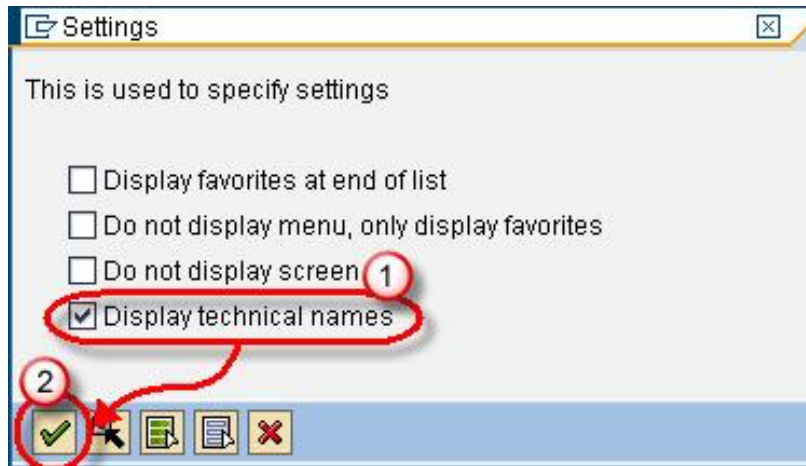 Settings
This is used to specify settings
Display favorites at end of list
Do not display menu, only display favorites
Do not display screen
1
Display technical names
2